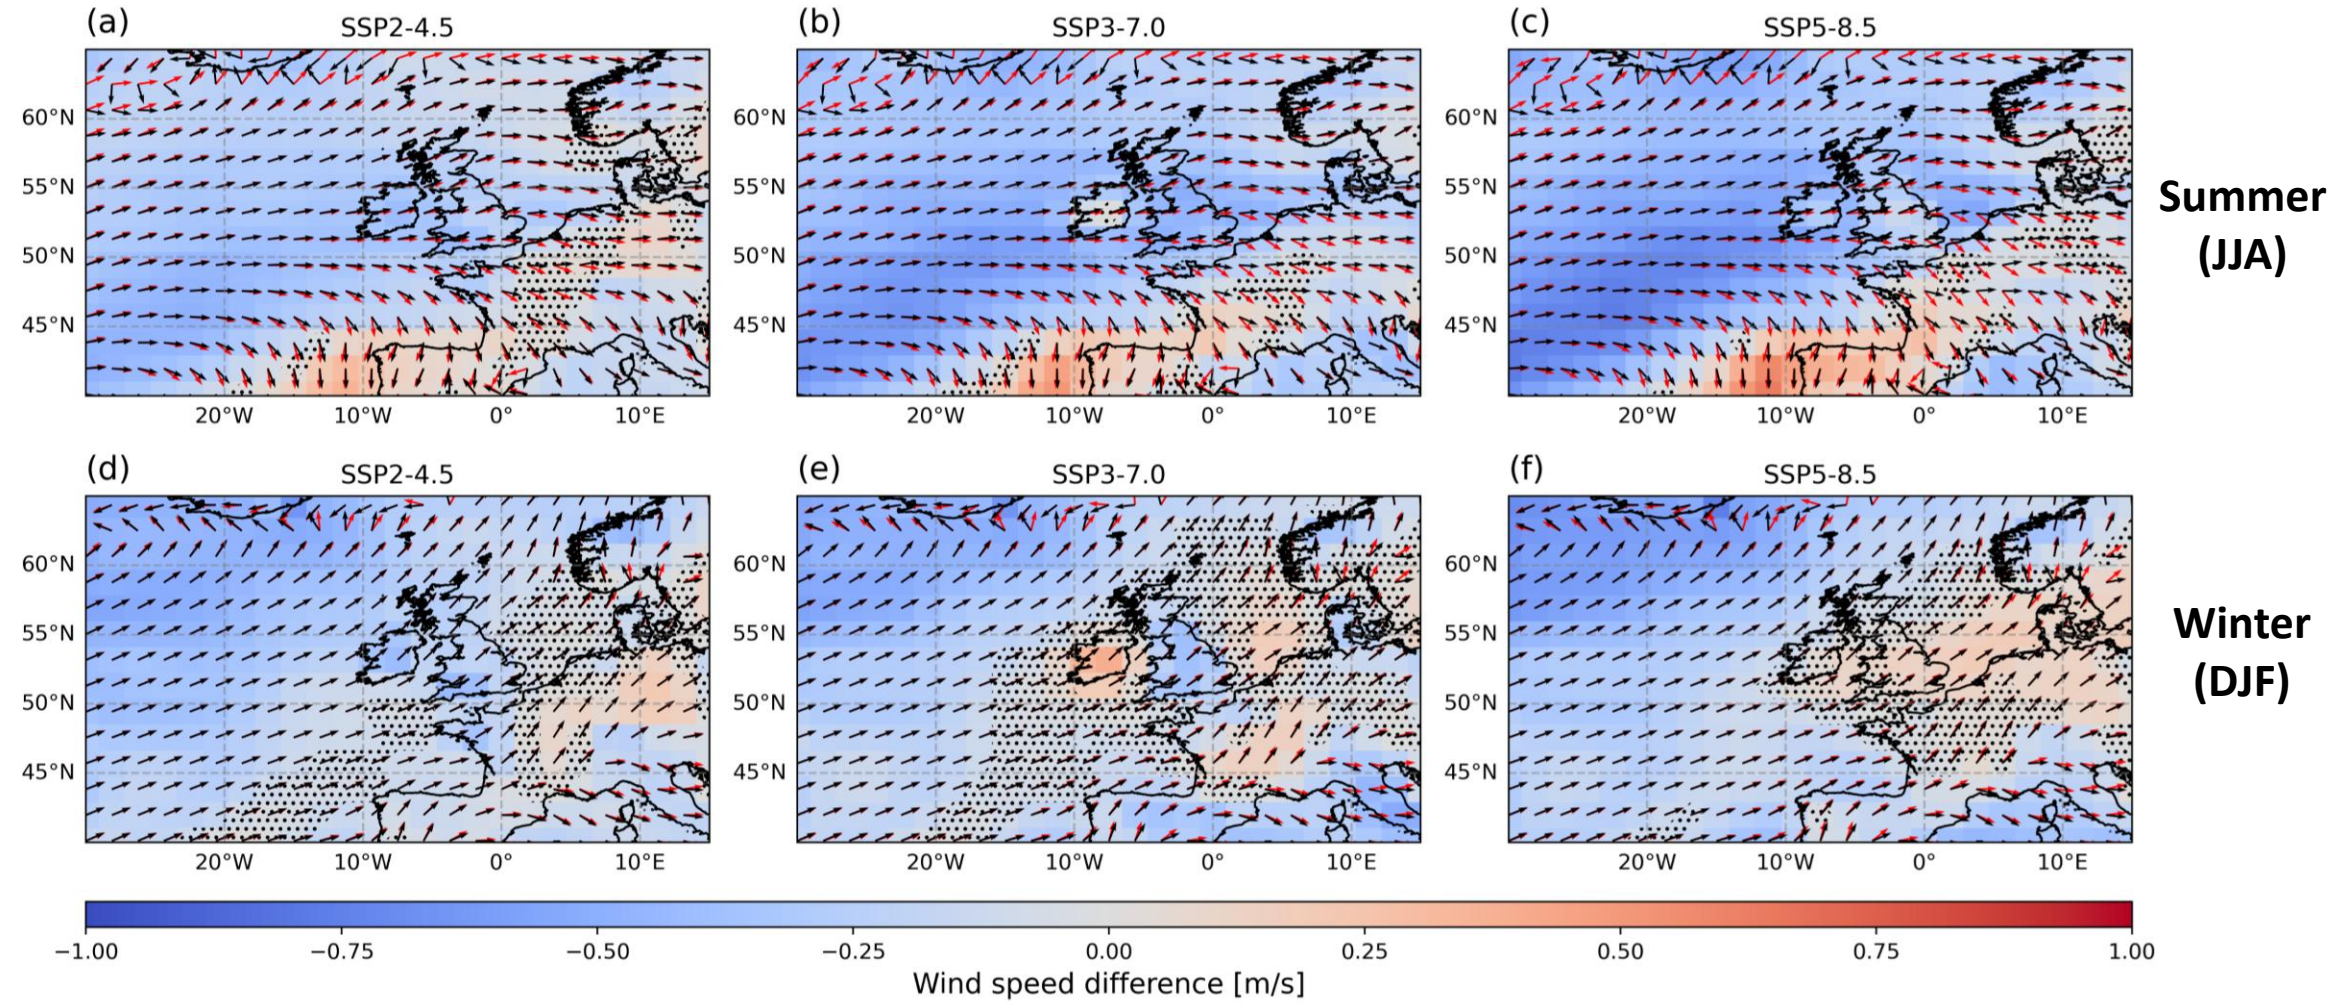 (a) SSP2-4.5
(b) SSP3-7.0
(c) SSP5-8.5
60°N
55°N
50°N
45°N
20°W 10°W 0° 10°E
60°N
55°N
50°N
45°N
20°W 10°W 0° 10°E
60°N
55°N
50°N
45°N
20°W 10°W 0° 10°E
Summer
(JJA)
(d) SSP2-4.5
(e) SSP3-7.0
(f) SSP5-8.5
60°N
55°N
50°N
45°N
20°W 10°W 0° 10°E
60°N
55°N
50°N
45°N
20°W 10°W 0° 10°E
60°N
55°N
50°N
45°N
20°W 10°W 0° 10°E
Winter
(DJF)
−1.00 −0.75 −0.50 −0.25 0.00 0.25 0.50 0.75 1.00
Wind speed difference [m/s]